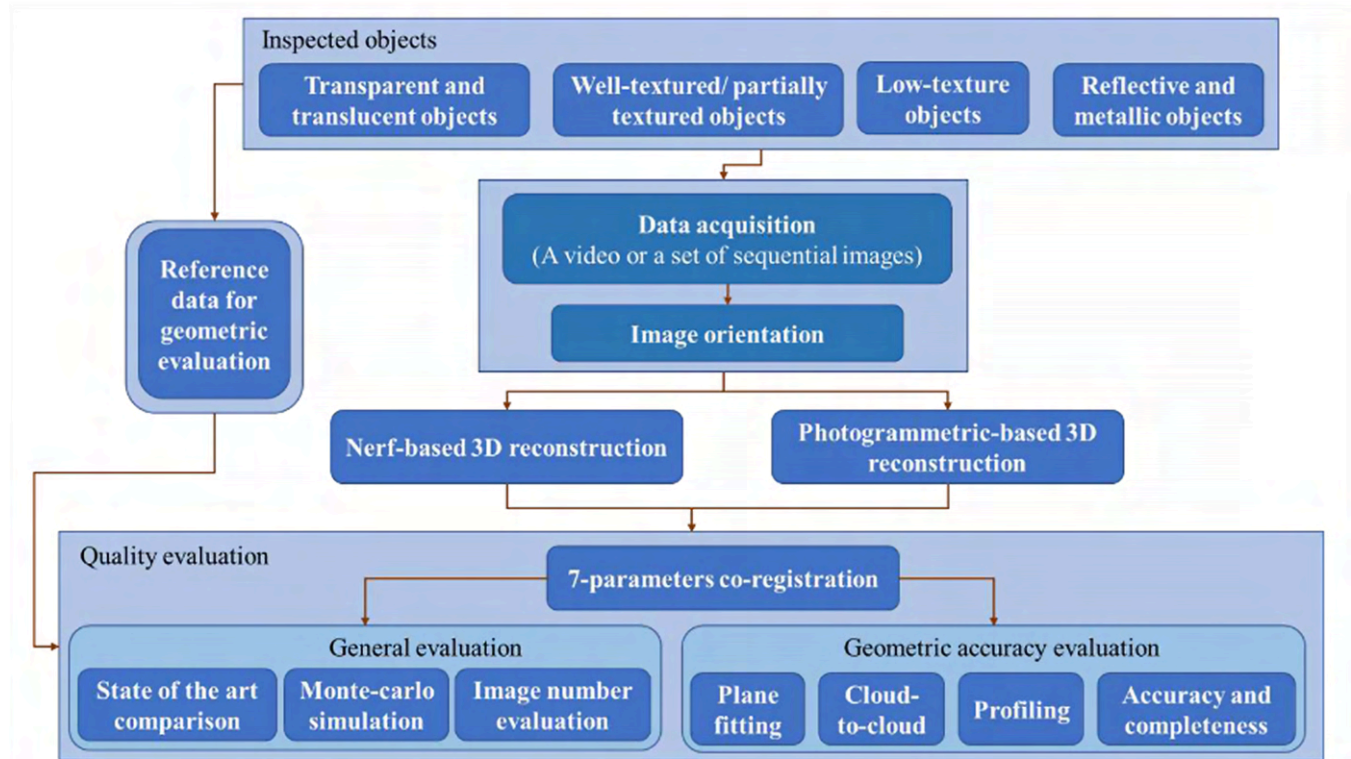 Inspected objects
Transparent and
translucent objects
Well-textured/ partially
textured objects
Low-texture
objects
Reflective and
metallic objects
Data acquisition
(A video or a set of sequential images)
Image orientation
Reference
data for
geometric
evaluation
Nerf-based 3D reconstruction
Photogrammetric-based 3D
reconstruction
Quality evaluation
7-parameters co-registration
General evaluation
State of the art
comparison
Monte-carlo
simulation
Image number
evaluation
Geometric accuracy evaluation
Plane
fitting
Cloud-
to-cloud
Profiling
Accuracy and
completeness